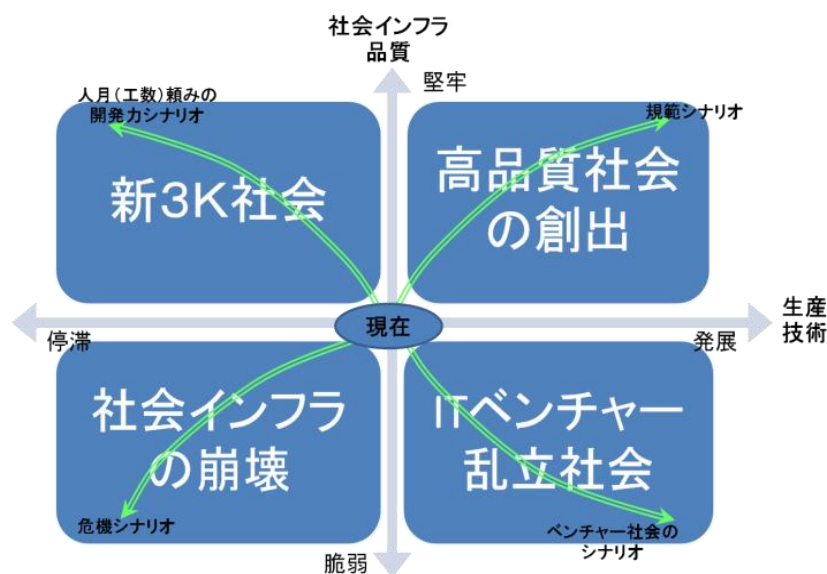 社会インフラ
品質
堅牢
人月(工数)頼みの
開発力シナリオ
規範シナリオ
新3K社会
高品質社会
の創出
現在
生産
技術
停滞
発展
社会インフラ
の崩壊
ITベンチャー
乱立社会
危機シナリオ
ベンチャー社会の
シナリオ
脆弱